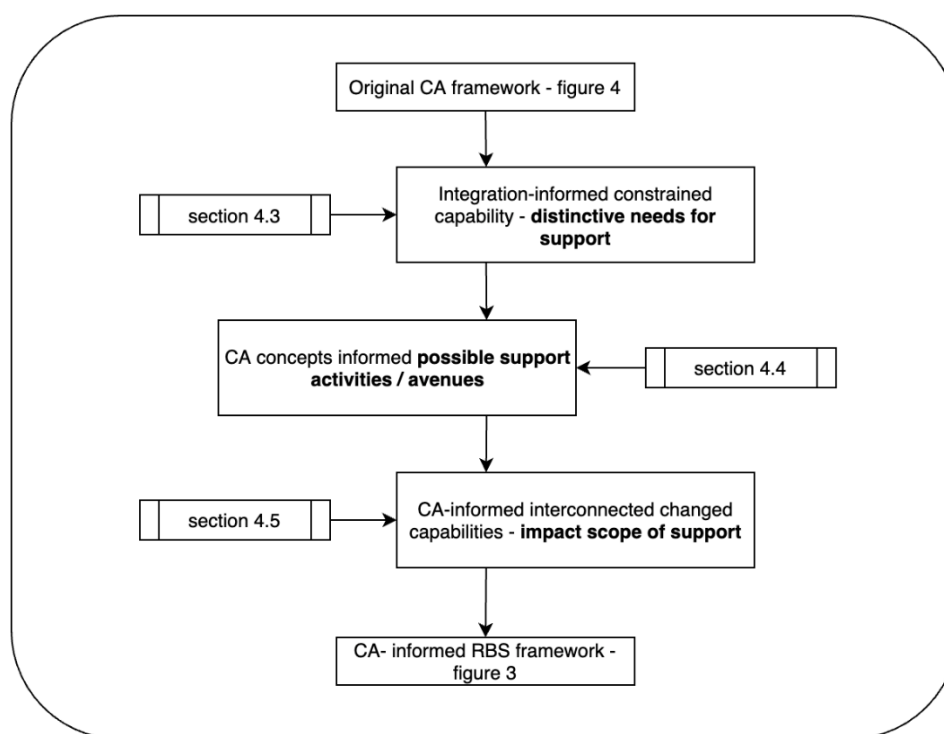 Original CA framework - figure 4
Integration-informed constrained
capability - distinctive needs for
support
section 4.3
CA concepts informed possible support
activities / avenues
section 4.4
CA-informed interconnected changed
capabilities - impact scope of support
section 4.5
CA- informed RBS framework -
figure 3